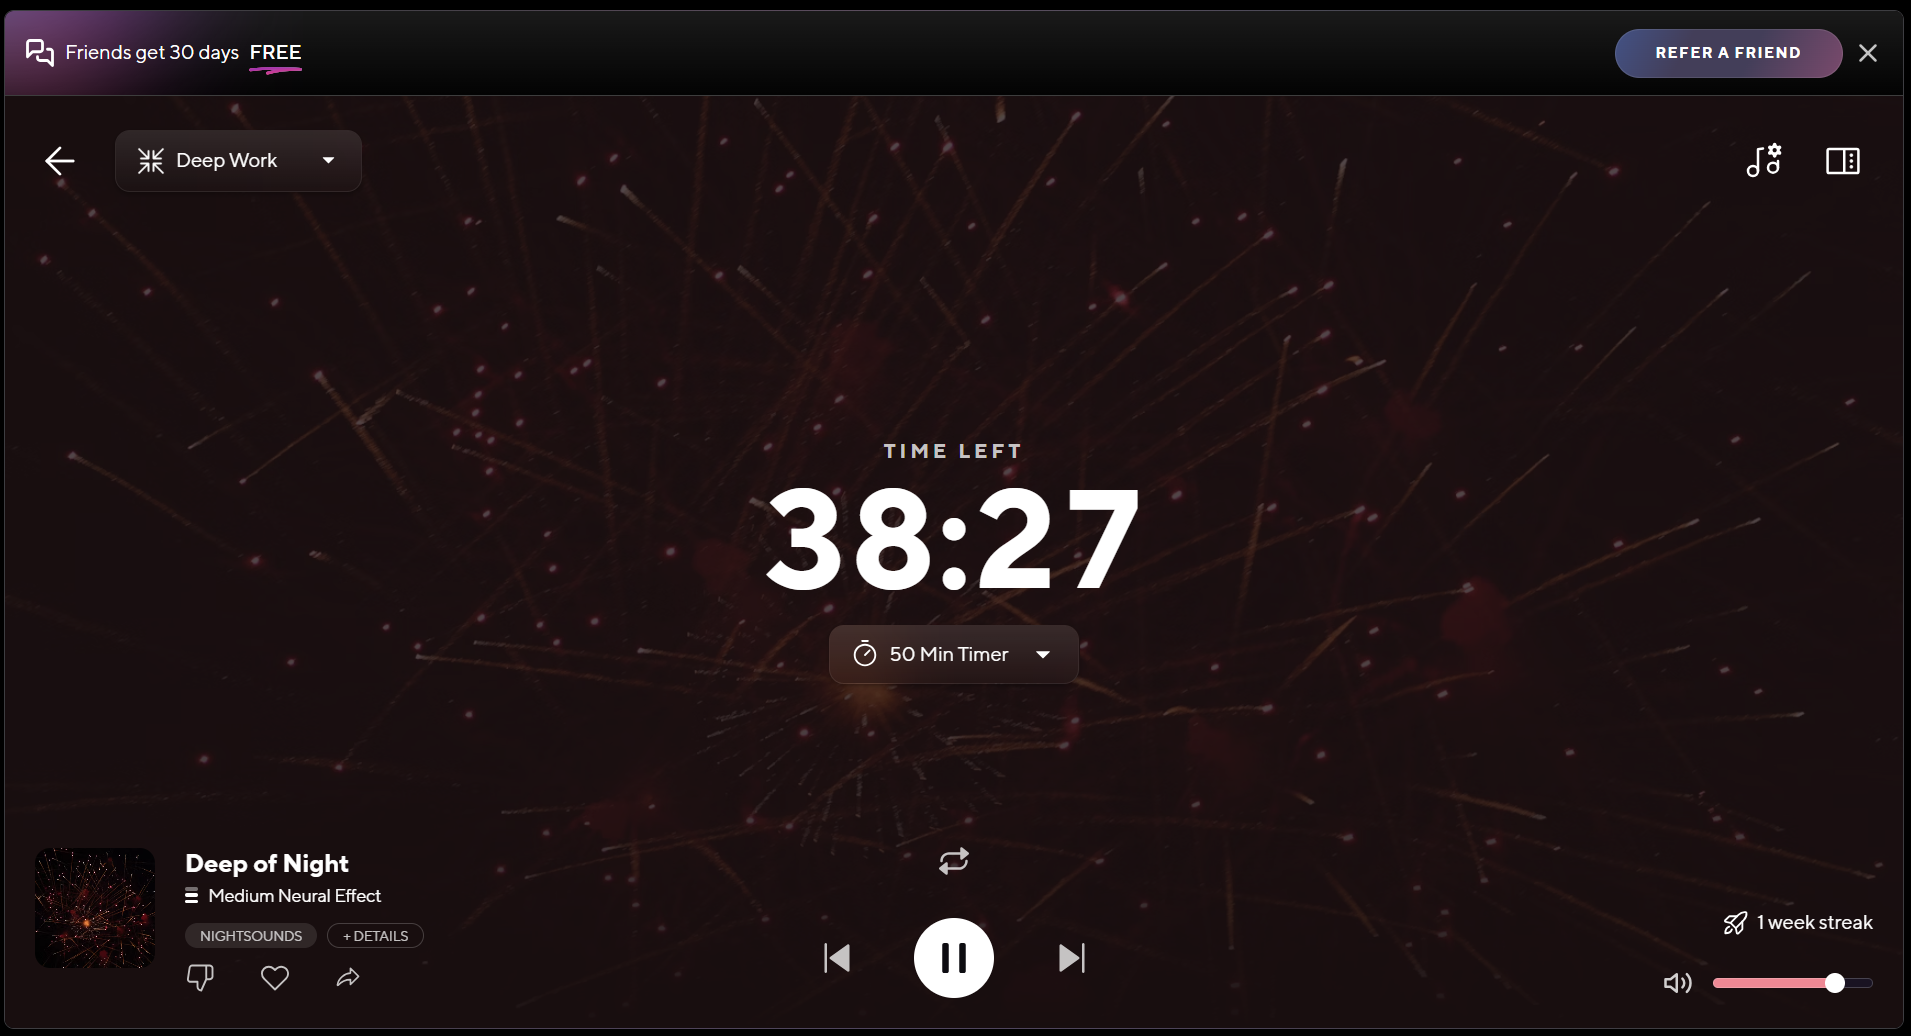 Friends get 30 days FREE
REFER A FRIEND
Deep Work
TIME LEFT
38:27
50 Min Timer
Deep of Night
Medium Neural Effect
NIGHTSOUNDS
+ DETAILS
1 week streak